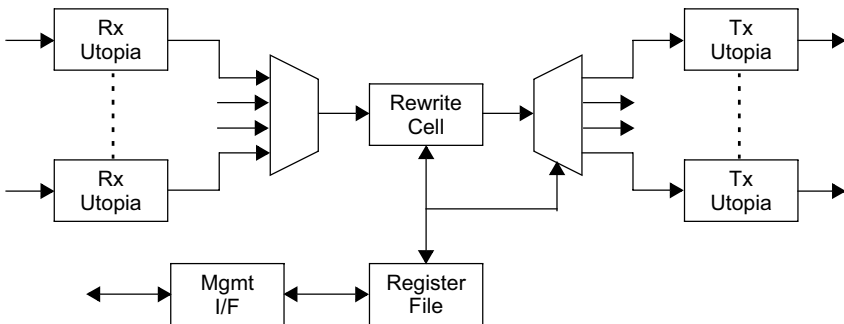 Rx
Utopia
Tx
Utopia
Rewrite
Cell
Rx
Utopia
Tx
Utopia
Mgmt
I/F
Register
File